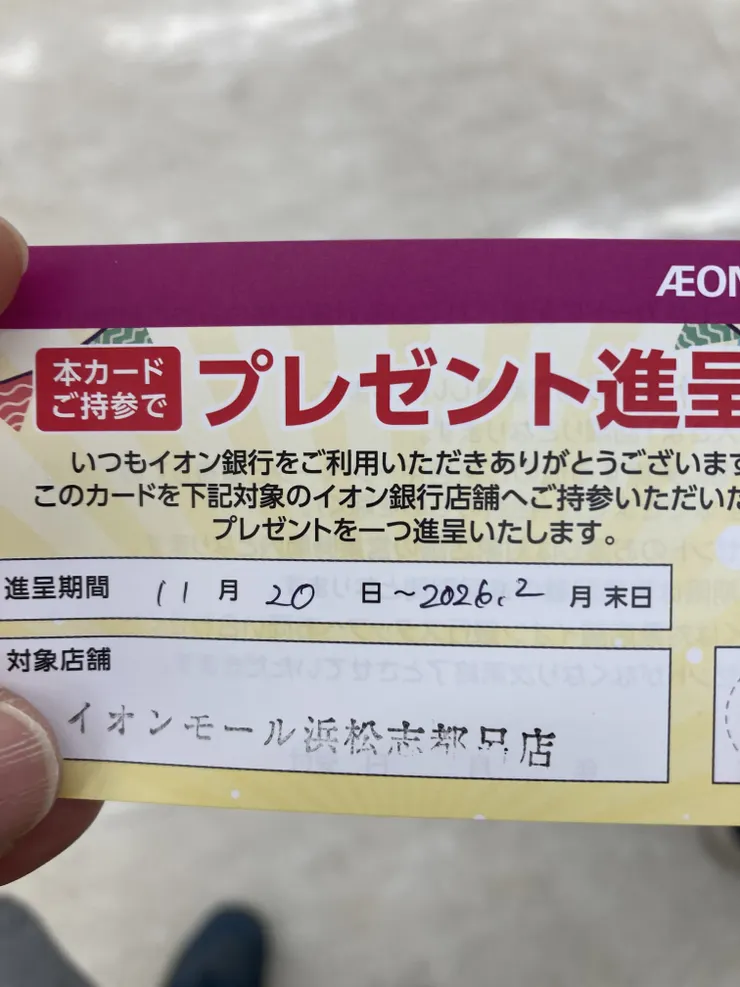 ÆON
本カード
ご持参で
プレゼント進呈
いつもイオン銀行をご利用いただきありがとうございます
このカードを下記対象のイオン銀行店舗へご持参いただいた
プレゼントを一つ進呈いたします。
進呈期間 11 月 20 日〜2026.2 月 末日
対象店舗
イオンモール浜松志都呂店